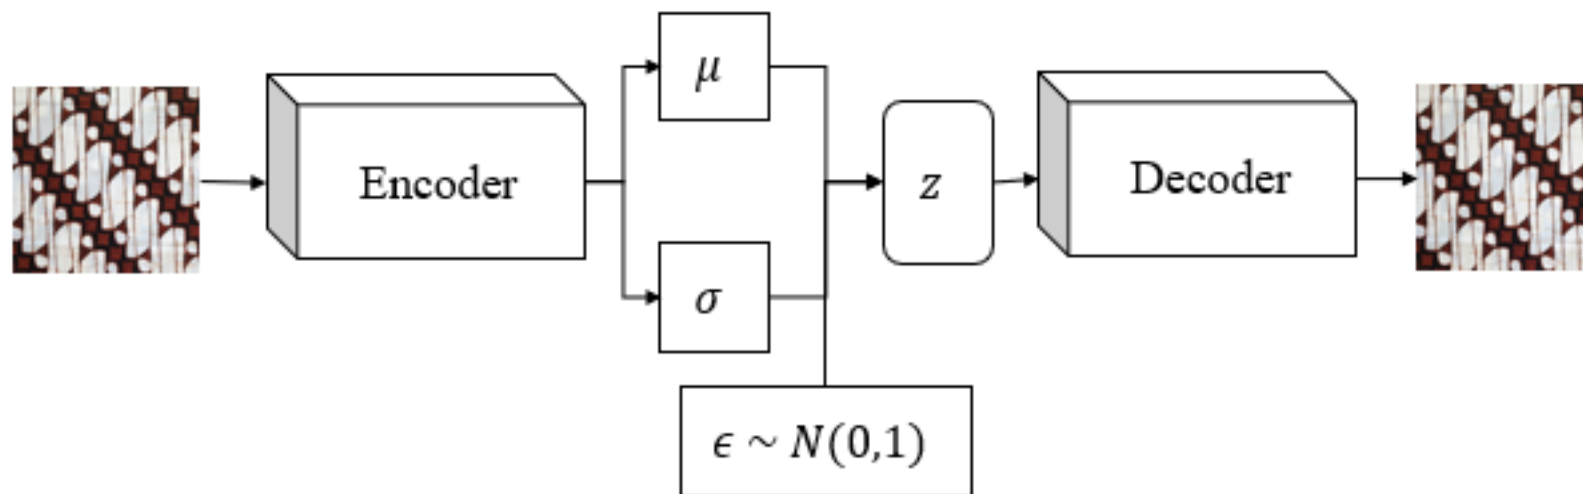 Encoder
μ
σ
ϵ ~ N(0,1)
z
Decoder